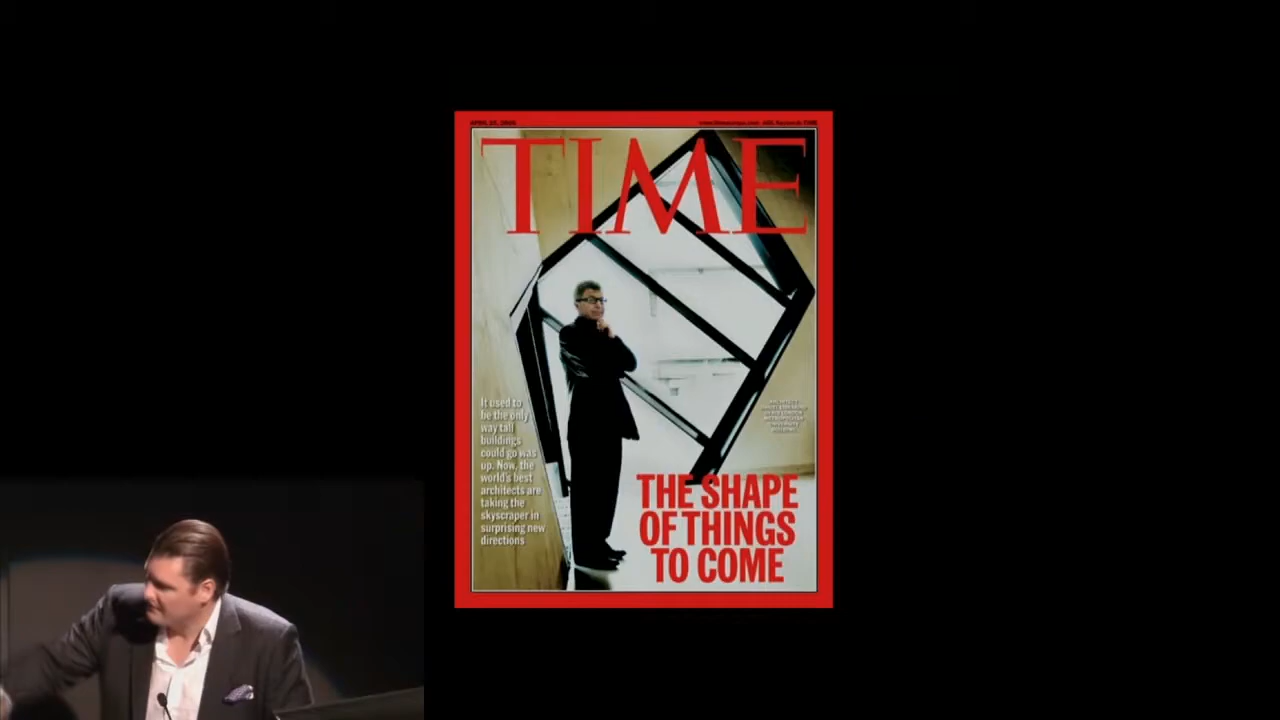 TIME
It used to
be the only
way tall
buildings
could go was
up. Now, the
world's best
architects are
taking the
skyscraper in
surprising new
directions
THE SHAPE
OF THINGS
TO COME